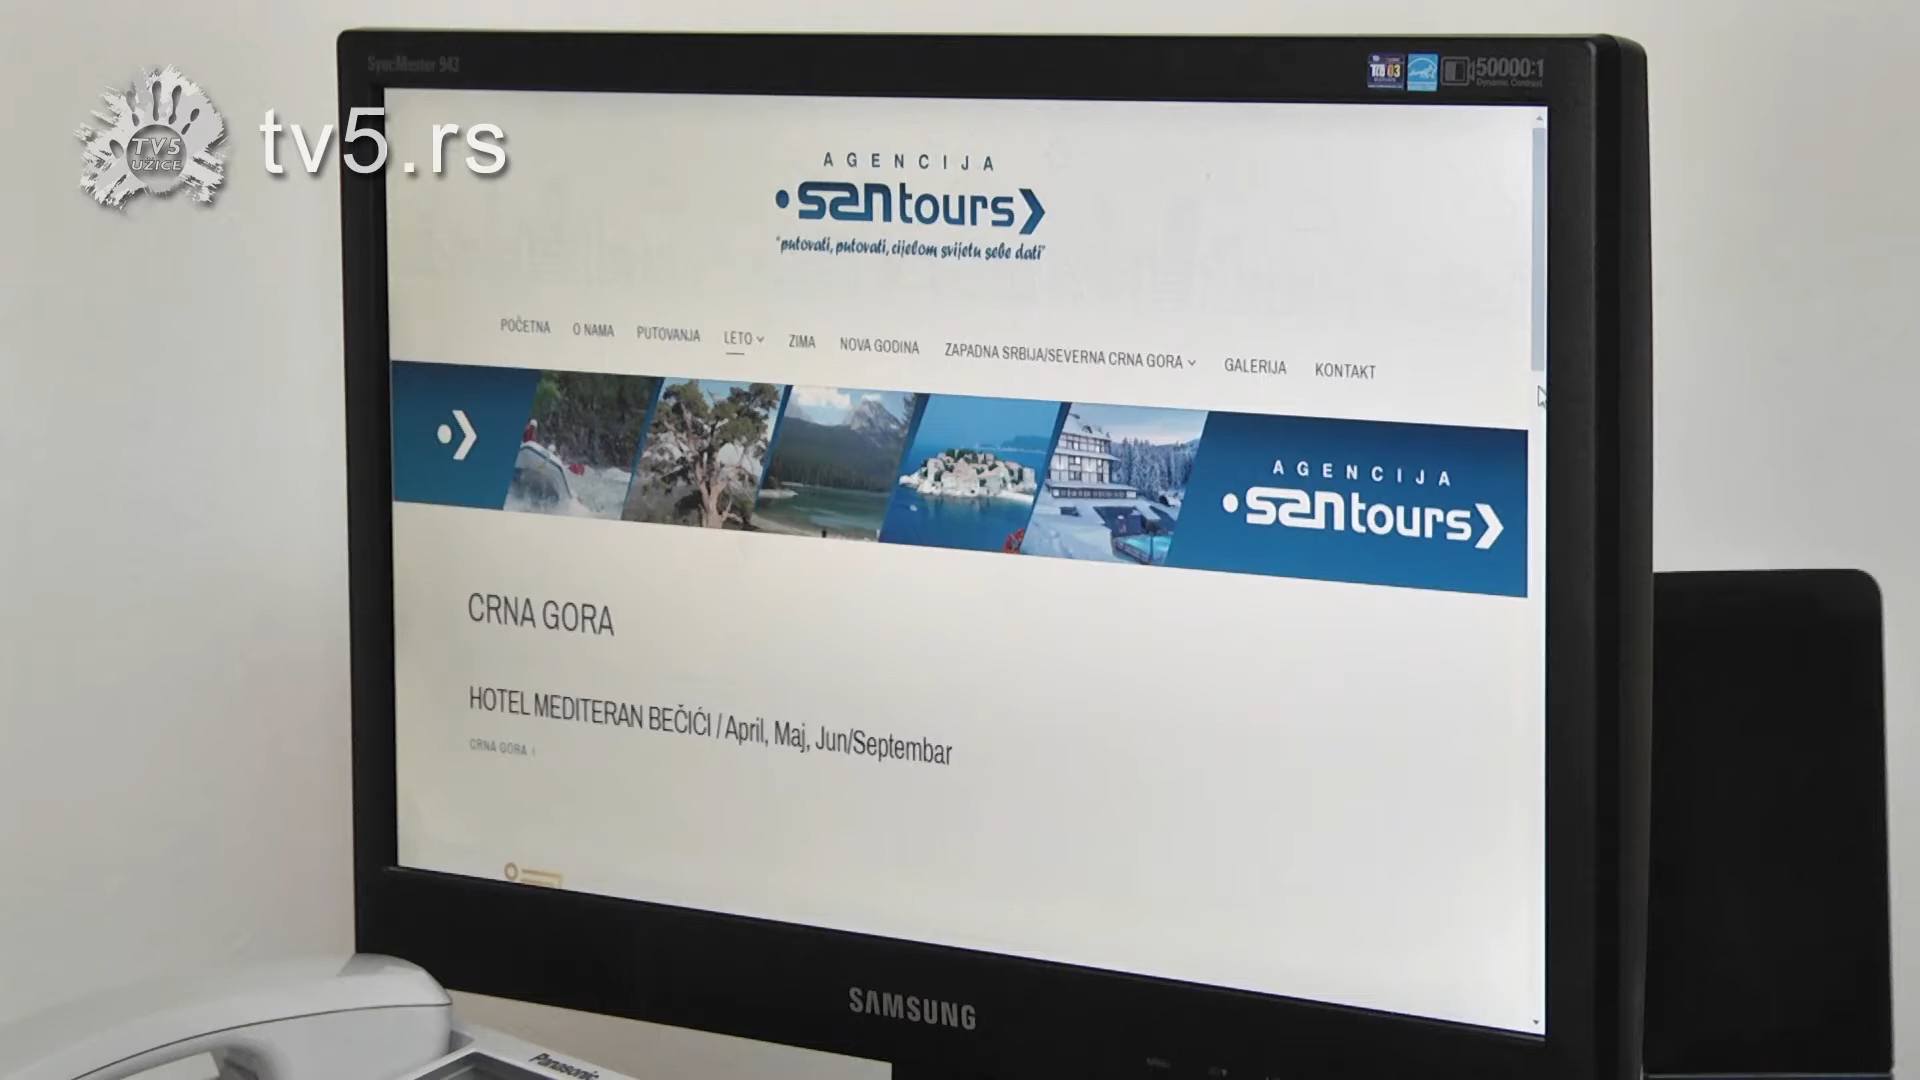 SyncMaster 943
50000:1
Dynamic Contrast
TV5
UŽICE
tv5.rs
AGENCIJA
santours
"putovati, putovati, cijelom svijetu sebe dati"
POČETNA O NAMA PUTOVANJA LETO ZIMA NOVA GODINA ZAPADNA SRBIJA/SEVERNA CRNA GORA GALERIJA KONTAKT
AGENCIJA
santours
CRNA GORA
HOTEL MEDITERAN BEČIĆI / April, Maj, Jun/Septembar
CRNA GORA
SAMSUNG
Panasonic